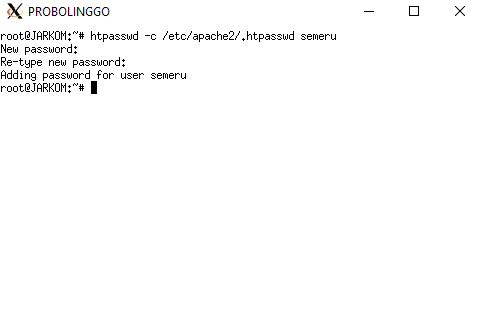 PROBOLINGGO
root@JARKOM:~# htpasswd -c /etc/apache2/.htpasswd semeru
New password:
Re-type new password:
Adding password for user semeru
root@JARKOM:~#